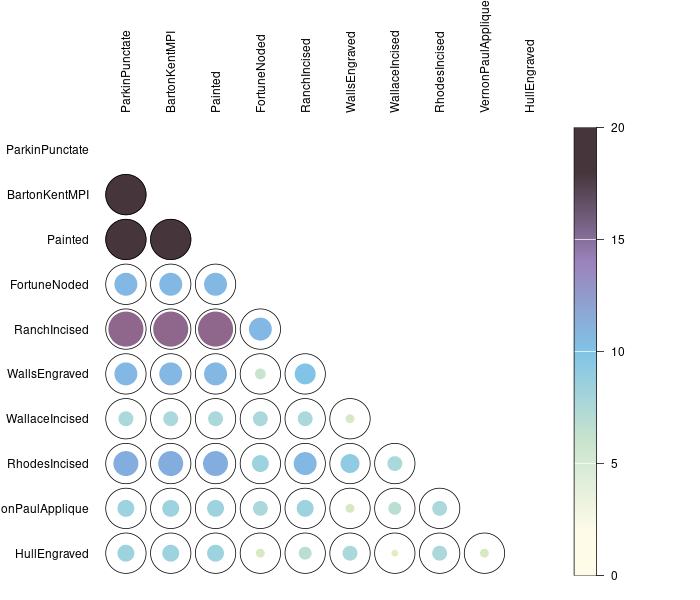 ParkinPunctate
BartonKentMPI
Painted
FortuneNoded
RanchIncised
WallsEngraved
WallaceIncised
RhodesIncised
VernonPaulApplique
HullEngraved
ParkinPunctate
BartonKentMPI
Painted
FortuneNoded
RanchIncised
WallsEngraved
WallaceIncised
RhodesIncised
onPaulApplique
HullEngraved
20
15
10
5
0